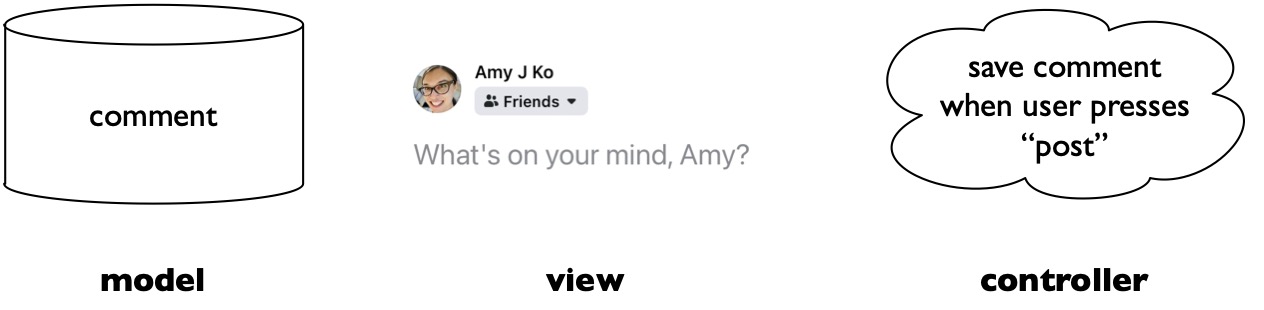 comment
Amy J Ko
Friends
What's on your mind, Amy?
save comment
when user presses
“post”
model
view
controller